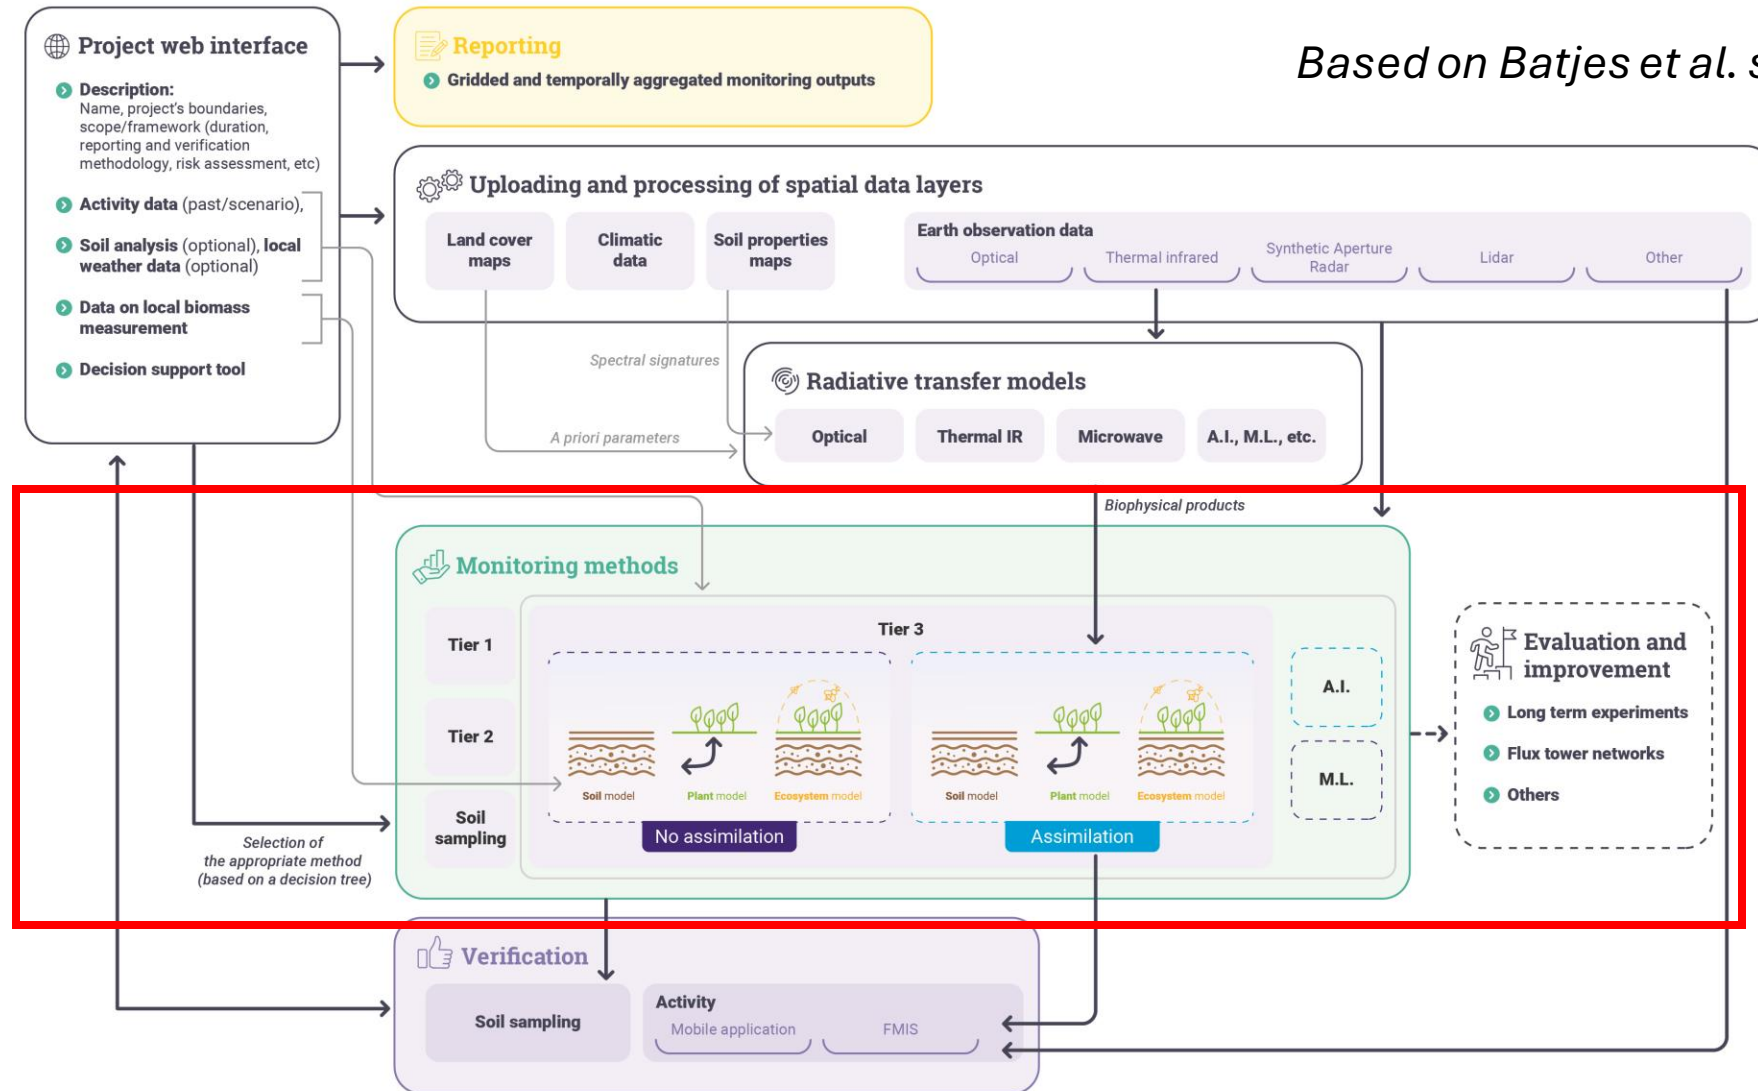 Project web interface
Description:
Name, project's boundaries,
scope/framework (duration,
reporting and verification
methodology, risk assessment, etc)
Activity data (past/scenario),
Soil analysis (optional), local
weather data (optional)
Data on local biomass
measurement
Decision support tool
Reporting
Gridded and temporally aggregated monitoring outputs
Based on Batjes et al. s
Uploading and processing of spatial data layers
Land cover
maps
Climatic
data
Soil properties
maps
Earth observation data
Optical
Thermal infrared
Synthetic Aperture
Radar
Lidar
Other
Spectral signatures
A priori parameters
Radiative transfer models
Optical
Thermal IR
Microwave
A.I., M.L., etc.
Biophysical products
Monitoring methods
Tier 1
Tier 2
Soil
sampling
Tier 3
Soil model
Plant model
Ecosystem model
No assimilation
Soil model
Plant model
Ecosystem model
Assimilation
A.I.
M.L.
Evaluation and
improvement
Long term experiments
Flux tower networks
Others
Selection of
the appropriate method
(based on a decision tree)
Verification
Soil sampling
Activity
Mobile application
FMIS